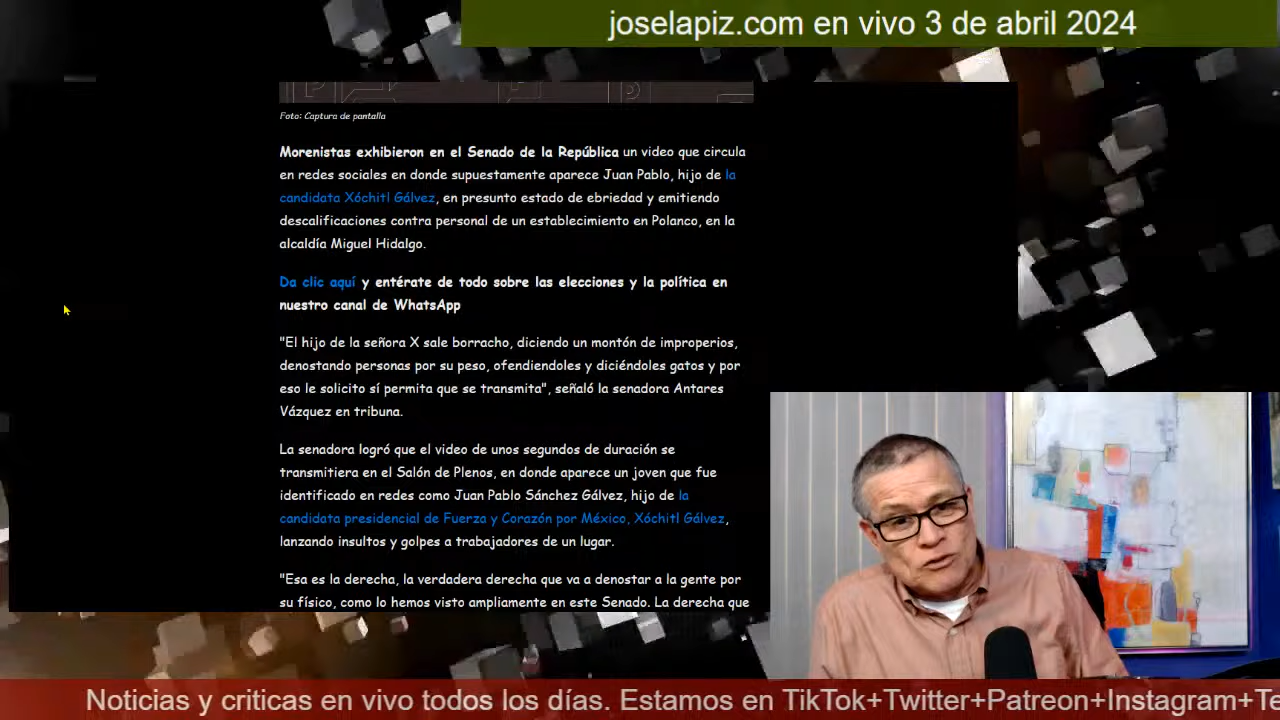 joselapiz.com en vivo 3 de abril 2024
Foto: Captura de pantalla
Morenistas exhibieron en el Senado de la República un video que circula
en redes sociales en donde supuestamente aparece Juan Pablo, hijo de la
candidata Xóchitl Gálvez, en presunto estado de ebriedad y emitiendo
descalificaciones contra personal de un establecimiento en Polanco, en la
alcaldía Miguel Hidalgo.
Da clic aquí y entérate de todo sobre las elecciones y la política en
nuestro canal de WhatsApp
"El hijo de la señora X sale borracho, diciendo un montón de improperios,
denostando personas por su peso, ofendiendoles y diciéndoles gatos y por
eso le solicito sí permita que se transmita", señaló la senadora Antares
Vázquez en tribuna.
La senadora logró que el video de unos segundos de duración se
transmitiera en el Salón de Plenos, en donde aparece un joven que fue
identificado en redes como Juan Pablo Sánchez Gálvez, hijo de la
candidata presidencial de Fuerza y Corazón por México, Xóchitl Gálvez,
lanzando insultos y golpes a trabajadores de un lugar.
"Esa es la derecha, la verdadera derecha que va a denostar a la gente por
su físico, como lo hemos visto ampliamente en este Senado. La derecha que
Noticias y criticas en vivo todos los días. Estamos en TikTok+Twitter+Patreon+Instagram+Te